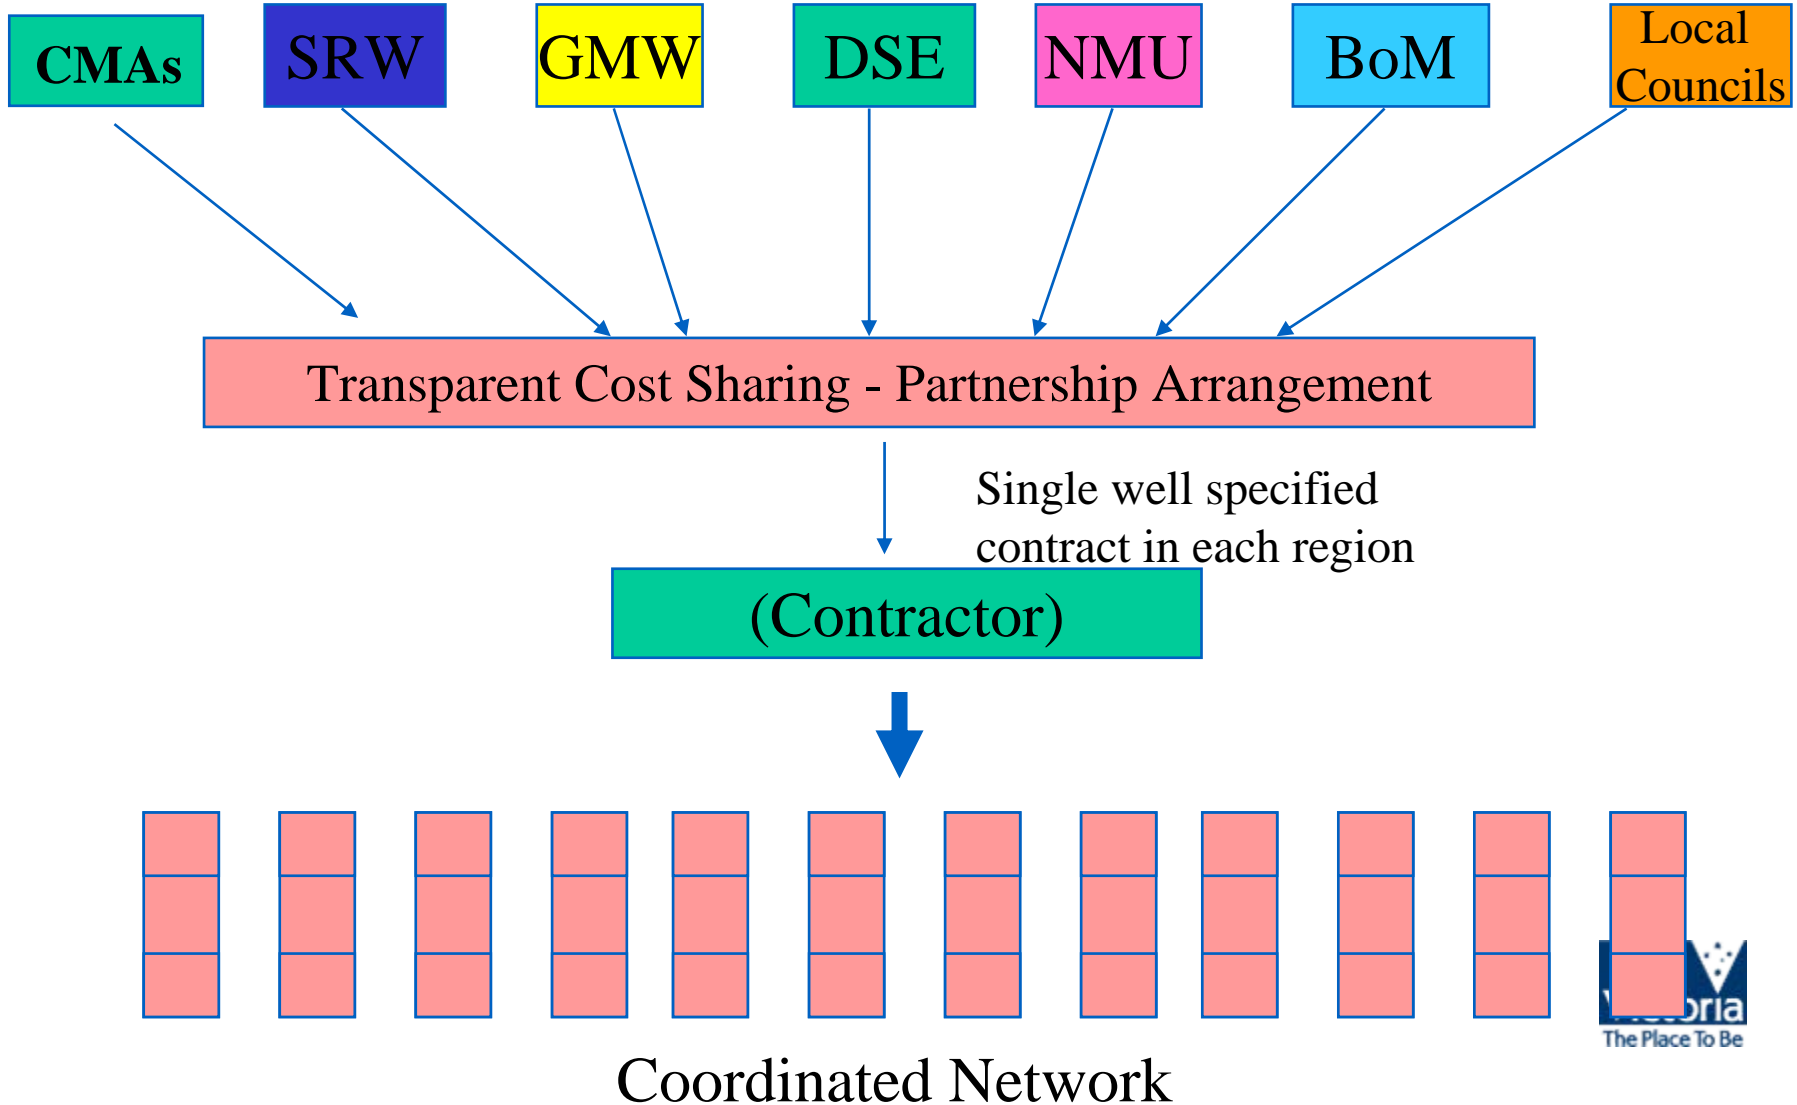 CMAs
SRW
GMW
DSE
NMU
BoM
Local
Councils
Transparent Cost Sharing - Partnership Arrangement
Single well specified
contract in each region
(Contractor)
The Place To Be
Coordinated Network